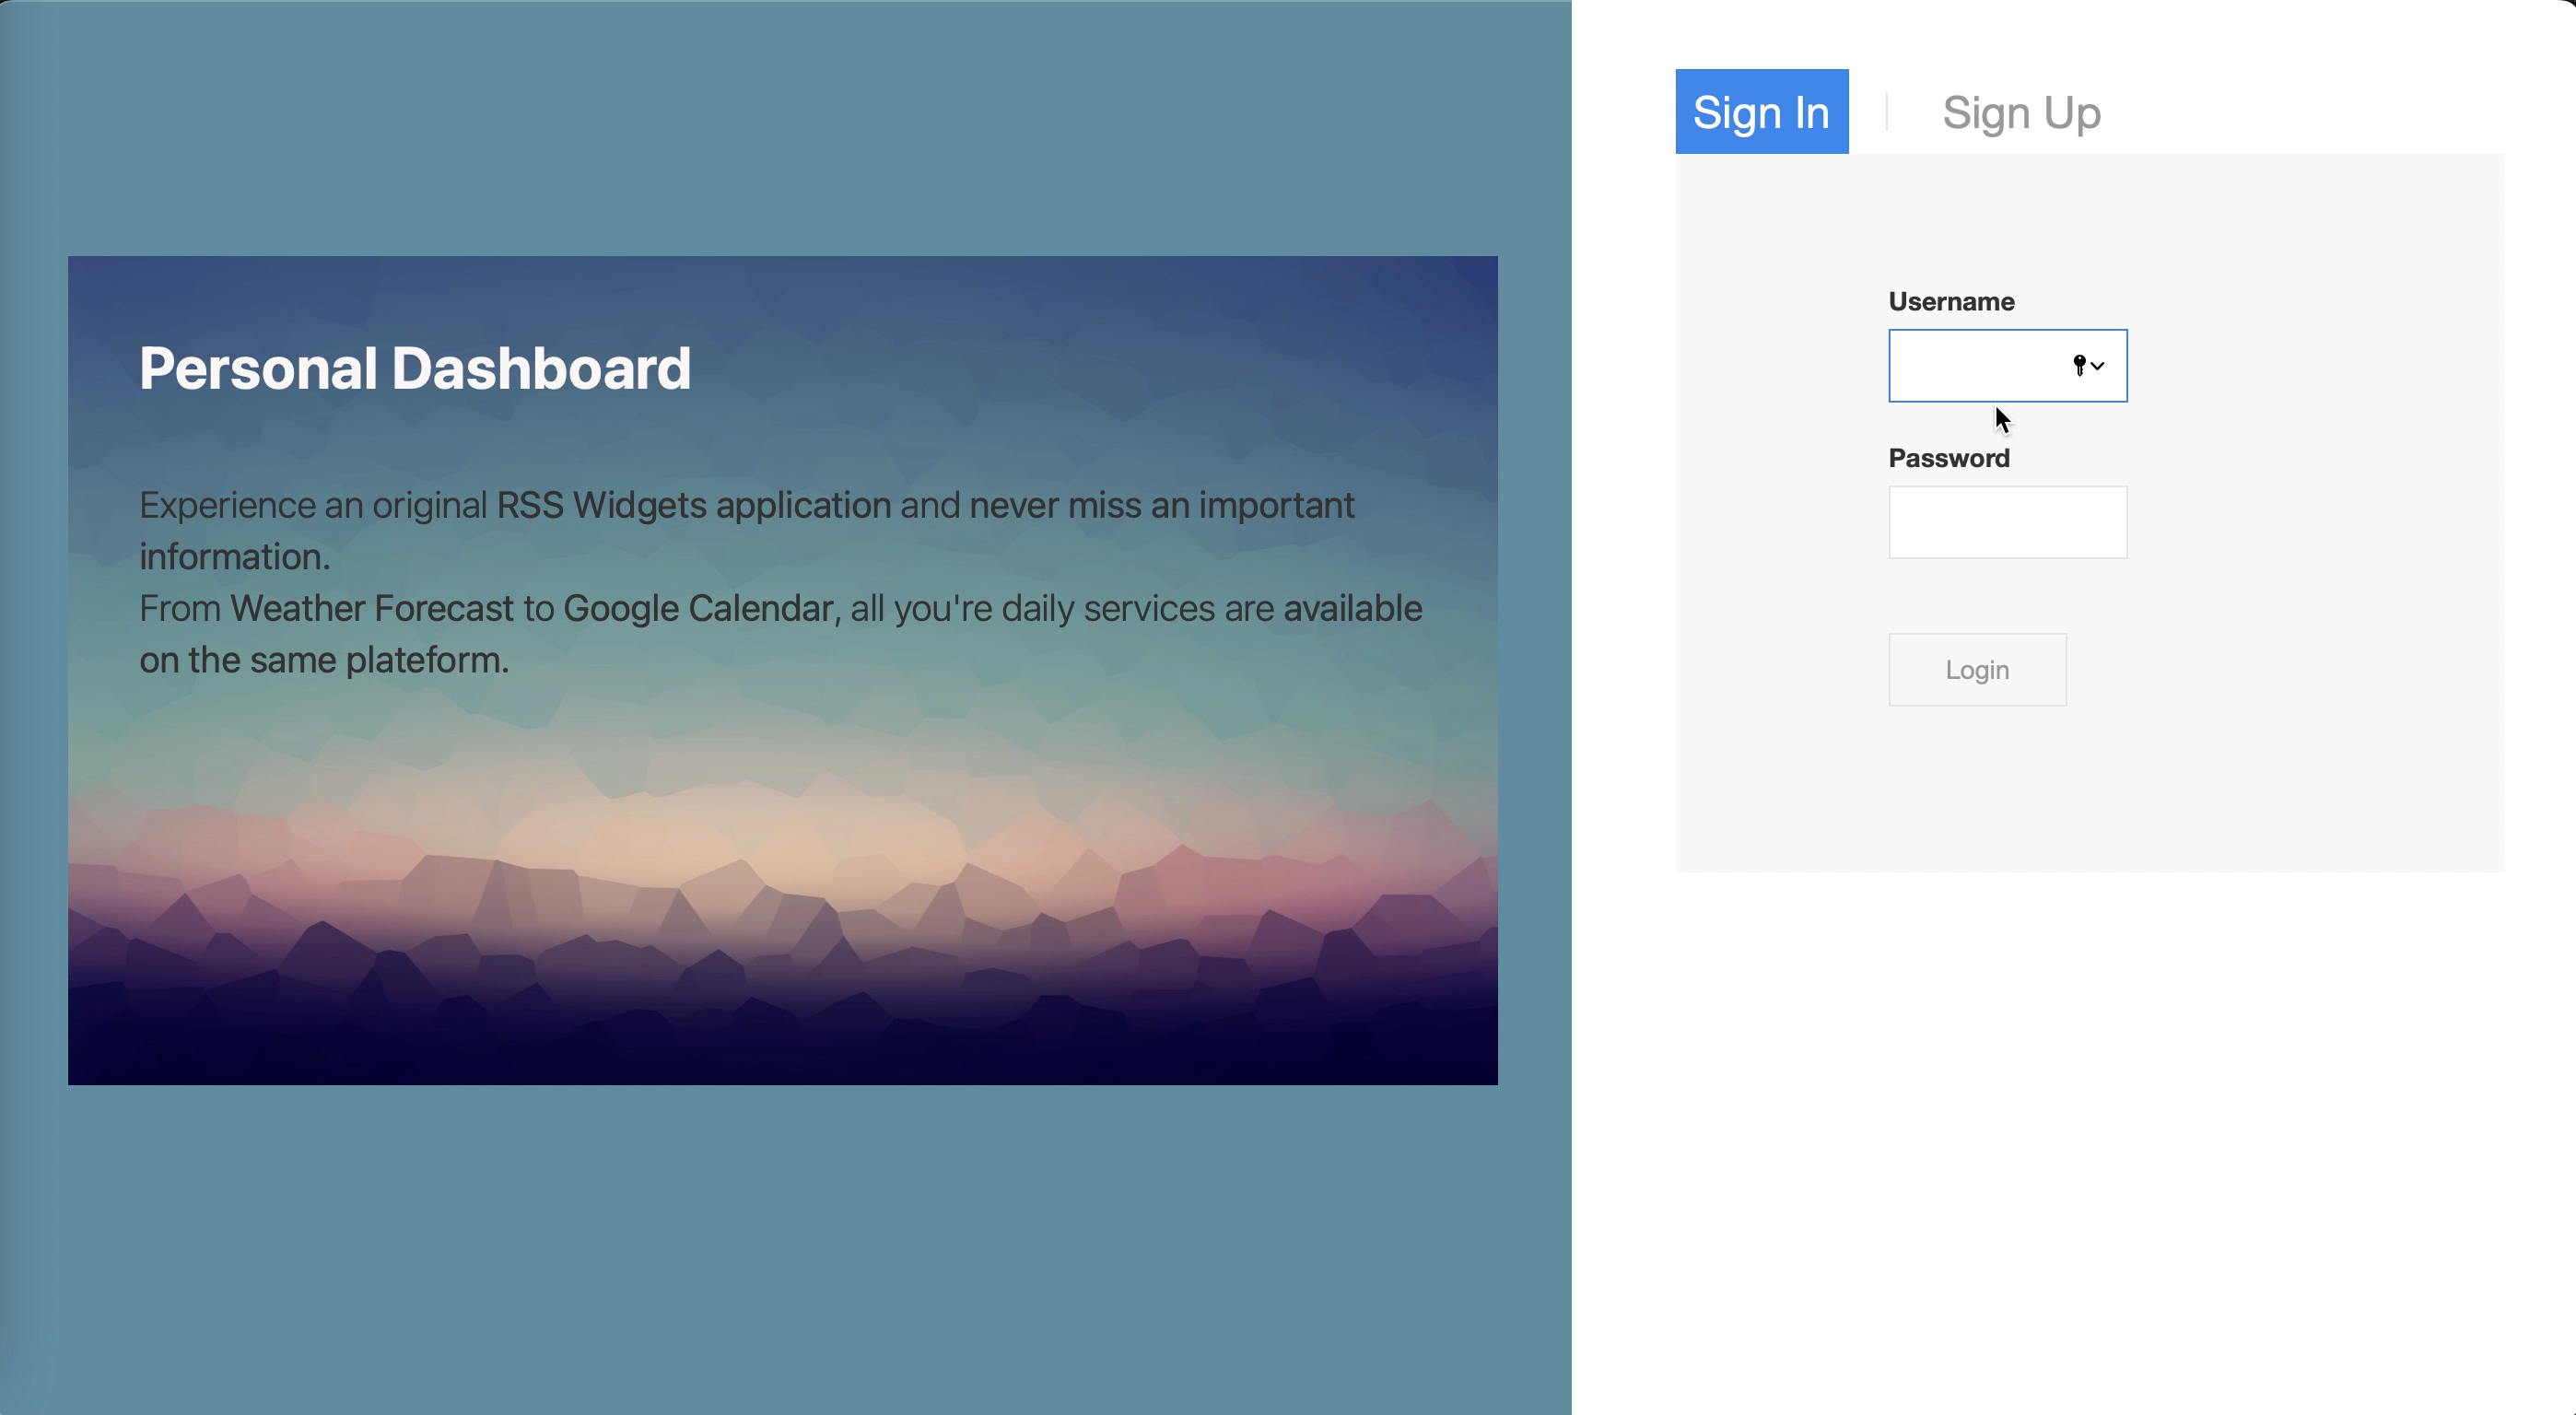 Personal Dashboard
Experience an original RSS Widgets application and never miss an important
information.
From Weather Forecast to Google Calendar, all you're daily services are available
on the same plateform.
Sign In
Sign Up
Username
Password
Login